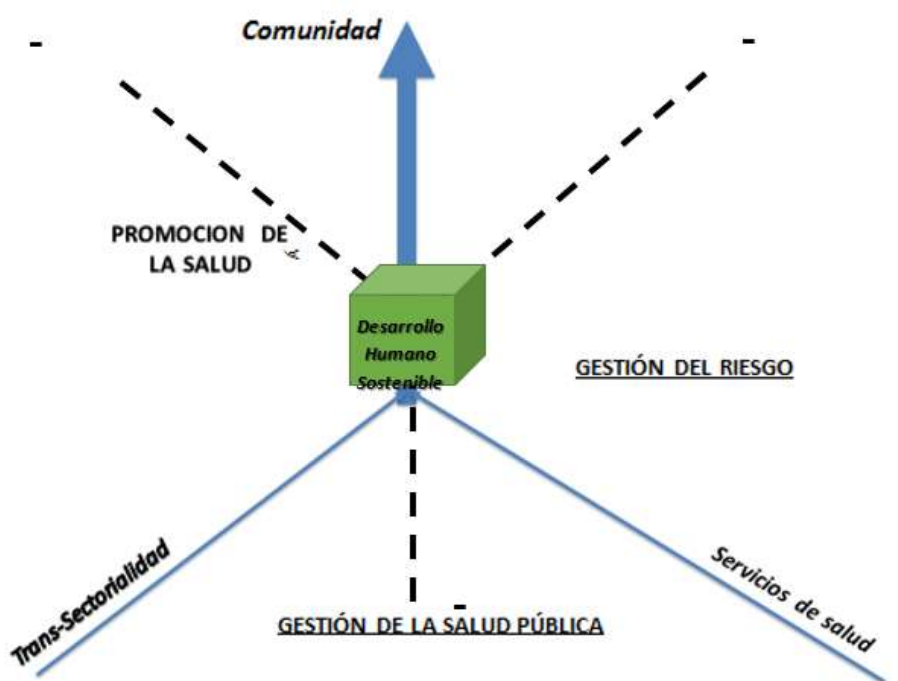 Comunidad
PROMOCION DE
LA SALUD
Desarrollo
Humano
Sostenible
GESTIÓN DEL RIESGO
Trans-Sectorialidad
Servicios de salud
GESTIÓN DE LA SALUD PÚBLICA